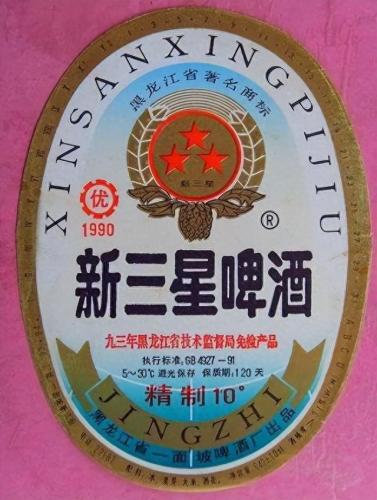 XINSANXINGPIJIU
黑龙江省著名商标
新三星
优
1990
®
新三星啤酒
九三年黑龙江省技术监督局免检产品
执行标准:GB 4927-91
5~30℃避光保存 保质期:120天
精制10°
JINGZHI
黑龙江省一面坡啤酒厂出品